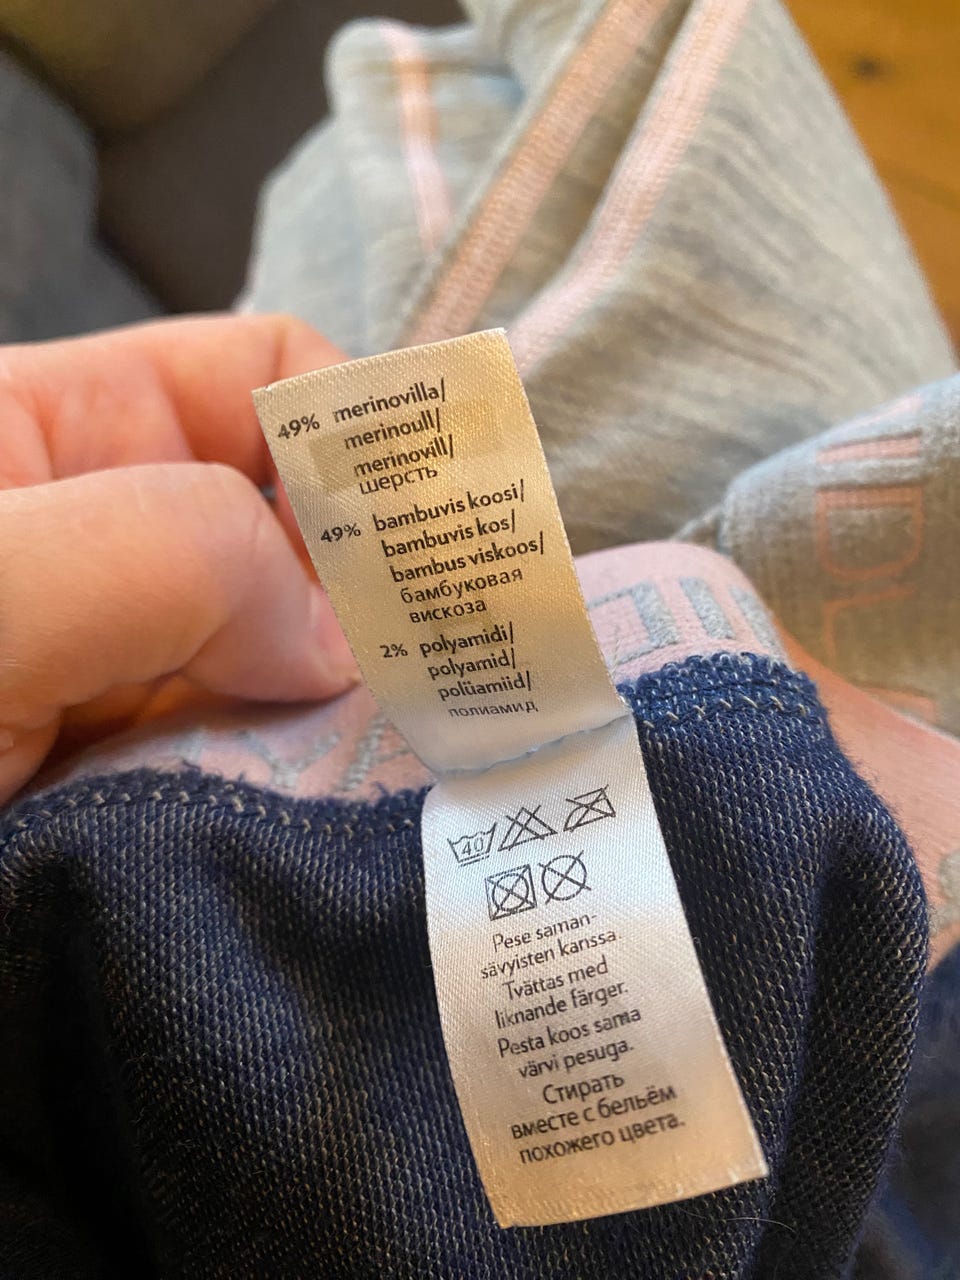 49% merinovilla/
merinoull/
merinowill/
шерсть
49% bambuvis koosi/
bambuvis kos/
bambus viskoos/
бамбуковая
вискоза
2% polyamidi/
polyamid/
polüamiid/
полиамид
40
Pese saman-
sävyisten kanssa.
Tvättas med
liknande färger.
Pesta koos sama
värvi pesuga.
Стирать
вместе с бельём
похожего цвета.